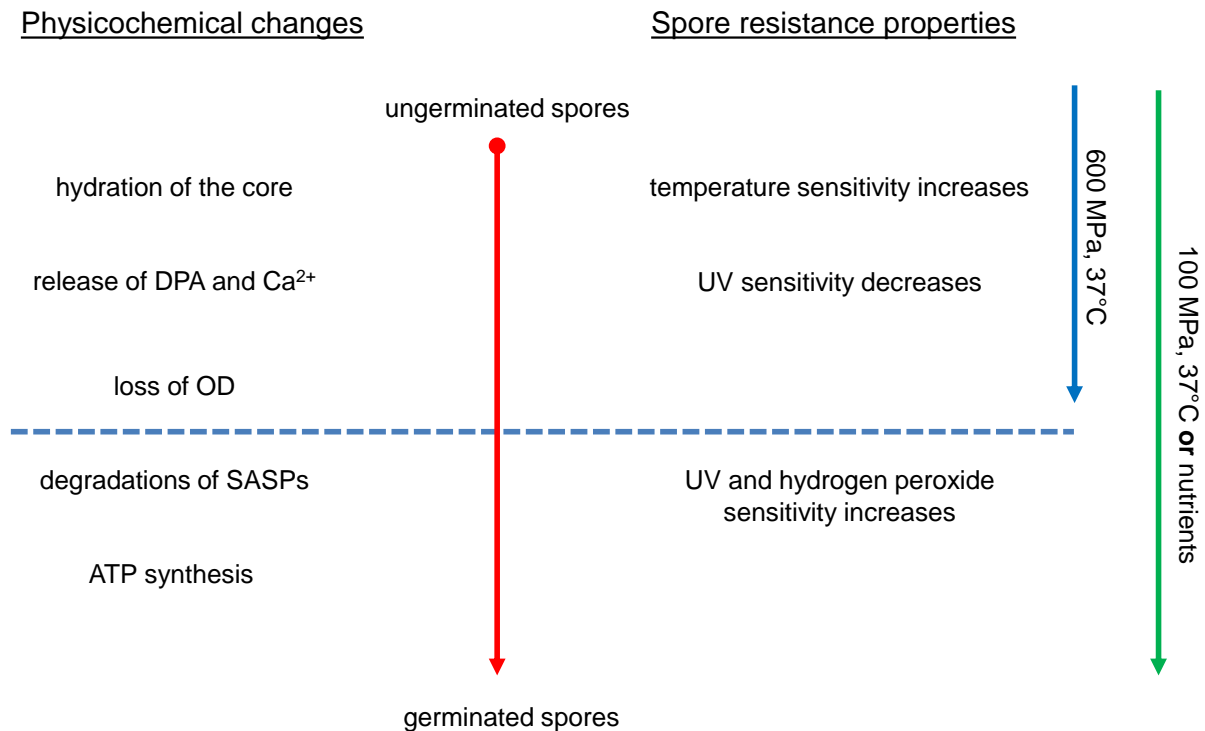 Physicochemical changes
Spore resistance properties
ungerminated spores
hydration of the core
temperature sensitivity increases
release of DPA and Ca²⁺
UV sensitivity decreases
loss of OD
degradations of SASPs
UV and hydrogen peroxide
sensitivity increases
ATP synthesis
germinated spores
600 MPa, 37°C
100 MPa, 37°C or nutrients